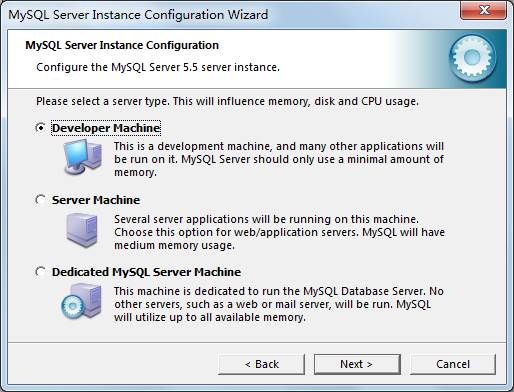 MySQL Server Instance Configuration Wizard
MySQL Server Instance Configuration
Configure the MySQL Server 5.5 server instance.
Please select a server type. This will influence memory, disk and CPU usage.
Developer Machine
This is a development machine, and many other applications will
be run on it. MySQL Server should only use a minimal amount of
memory.
Server Machine
Several server applications will be running on this machine.
Choose this option for web/application servers. MySQL will have
medium memory usage.
Dedicated MySQL Server Machine
This machine is dedicated to run the MySQL Database Server. No
other servers, such as a web or mail server, will be run. MySQL
will utilize up to all available memory.
< Back
Next >
Cancel